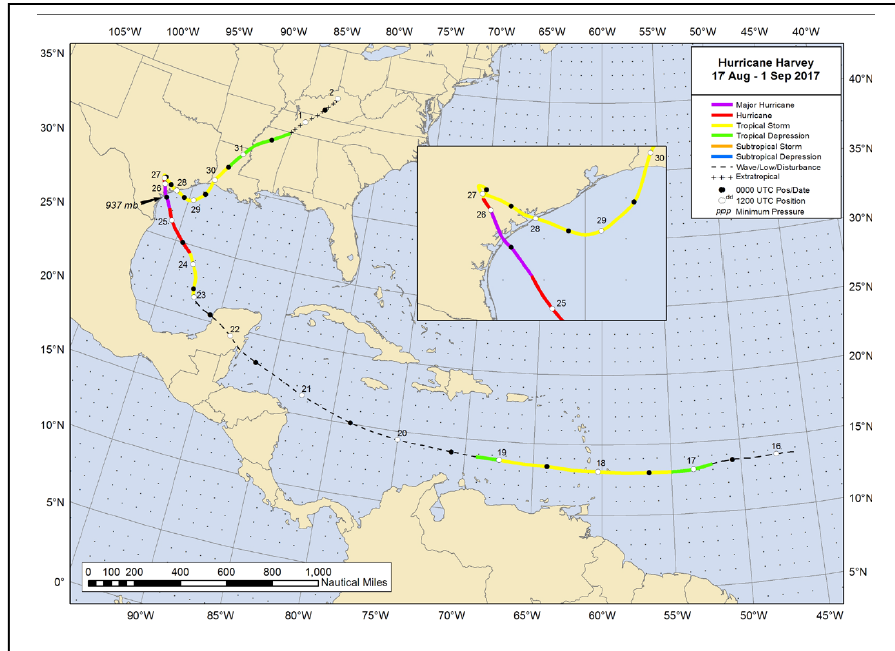 105°W 100°W 95°W 90°W 85°W 80°W 75°W 70°W 65°W 60°W 55°W 50°W 45°W 40°W
35°N
30°N
25°N
20°N
15°N
10°N
5°N
0°
40°N
35°N
30°N
25°N
20°N
15°N
10°N
5°N
Hurricane Harvey
17 Aug - 1 Sep 2017
Major Hurricane
Hurricane
Tropical Storm
Tropical Depression
Subtropical Storm
Subtropical Depression
Wave/Low/Disturbance
+++ Extratropical
0000 UTC Pos/Date
dd 1200 UTC Position
PPP Minimum Pressure
2
1
31
30
27
28
26
29
937 mb
25
24
23
22
21
20
19
18
17
16
30
27
26
28
29
25
0 100 200 400 600 800 1,000
Nautical Miles
90°W 85°W 80°W 75°W 70°W 65°W 60°W 55°W 50°W 45°W